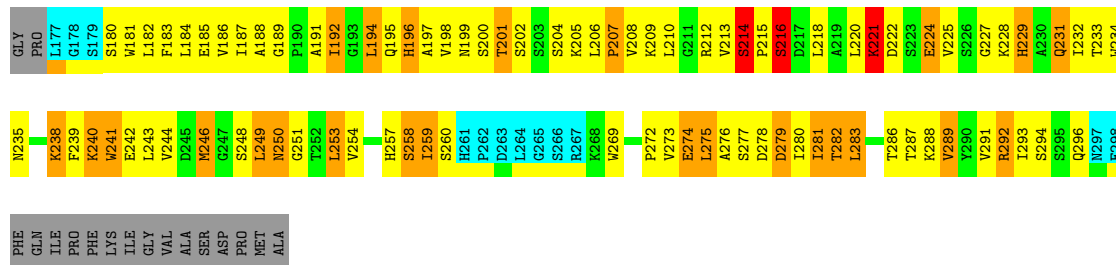 GLY PRO L177 G178 S179 S180 W181 L182 F183 L184 E185 V186 I187 A188 G189 P190 A191 I192 G193 L194 Q195 H196 A197 V198 N199 S200 T201 S202 S203 S204 K205 L206 P207 V208 K209 L210 G211 R212 V213 S214 P215 S216 D217 L218 A219 L220 K221 D222 S223 E224 V225 S226 G227 K228 H229 A230 Q231 I232 T233
N235 K238 F239 K240 W241 E242 L243 V244 D245 M246 G247 S248 L249 N250 G251 T252 L253 V254 H257 S258 I259 S260 H261 P262 D263 L264 G265 S266 R267 K268 W269 P272 V273 E274 L275 A276 S277 D278 D279 I280 I281 T282 L283 T286 T287 K288 V289 Y290 V291 R292 I293 S294 S295 Q296 N297
PHE GLN ILE PRO PHE LYS ILE GLY VAL ALA SER ASP PRO MET ALA